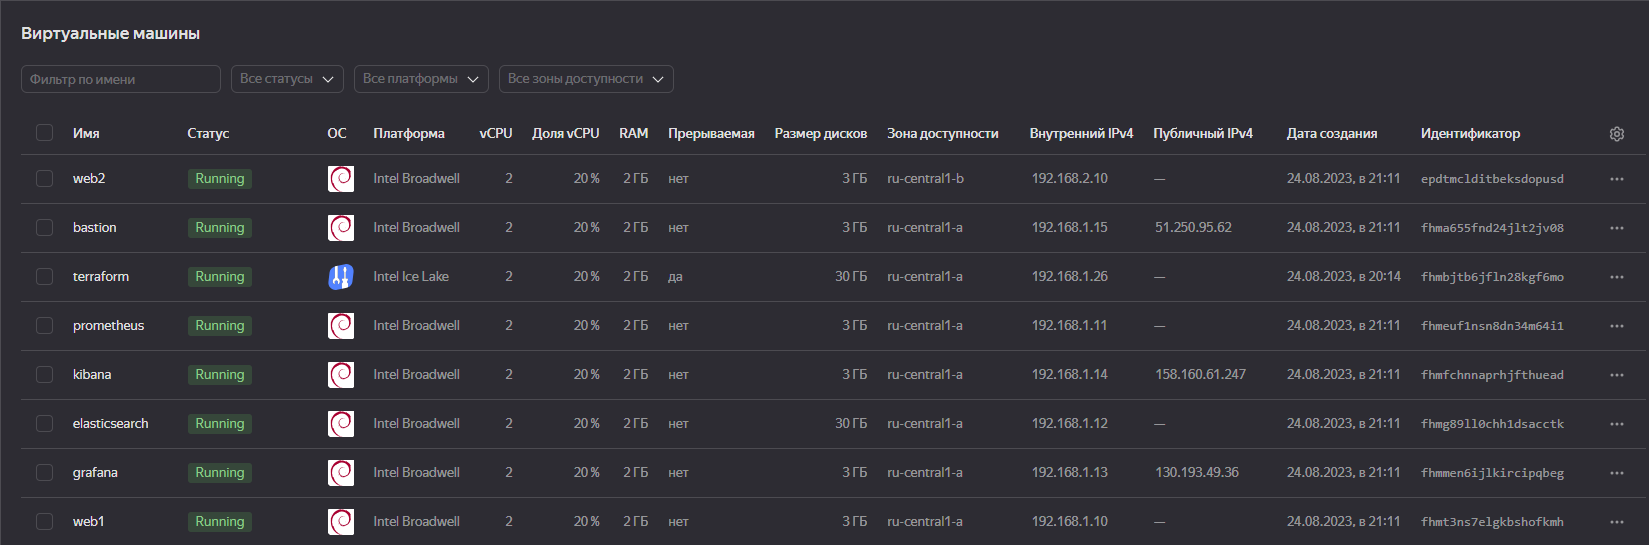 Виртуальные машины
Фильтр по имени Все статусы Все платформы Все зоны доступности
Имя Статус ОС Платформа vCPU Доля vCPU RAM Прерываемая Размер дисков Зона доступности Внутренний IPv4 Публичный IPv4 Дата создания Идентификатор
web2 Running Intel Broadwell 2 20 % 2 ГБ нет 3 ГБ ru-central1-b 192.168.2.10 — 24.08.2023, в 21:11 epdtmclditbeksdopusd
bastion Running Intel Broadwell 2 20 % 2 ГБ нет 3 ГБ ru-central1-a 192.168.1.15 51.250.95.62 24.08.2023, в 21:11 fhma655fnd24jlt2jv08
terraform Running Intel Ice Lake 2 20 % 2 ГБ да 30 ГБ ru-central1-a 192.168.1.26 — 24.08.2023, в 20:14 fhmbjtb6jfln28kgf6mo
prometheus Running Intel Broadwell 2 20 % 2 ГБ нет 3 ГБ ru-central1-a 192.168.1.11 — 24.08.2023, в 21:11 fhmeuf1nsn8dn34m64i1
kibana Running Intel Broadwell 2 20 % 2 ГБ нет 3 ГБ ru-central1-a 192.168.1.14 158.160.61.247 24.08.2023, в 21:11 fhmfchnnaprhjfthuead
elasticsearch Running Intel Broadwell 2 20 % 2 ГБ нет 30 ГБ ru-central1-a 192.168.1.12 — 24.08.2023, в 21:11 fhmg89ll0chh1dsacctk
grafana Running Intel Broadwell 2 20 % 2 ГБ нет 3 ГБ ru-central1-a 192.168.1.13 130.193.49.36 24.08.2023, в 21:11 fhmmen6ijlkircipqbeg
web1 Running Intel Broadwell 2 20 % 2 ГБ нет 3 ГБ ru-central1-a 192.168.1.10 — 24.08.2023, в 21:11 fhmt3ns7elgkbshofkmh